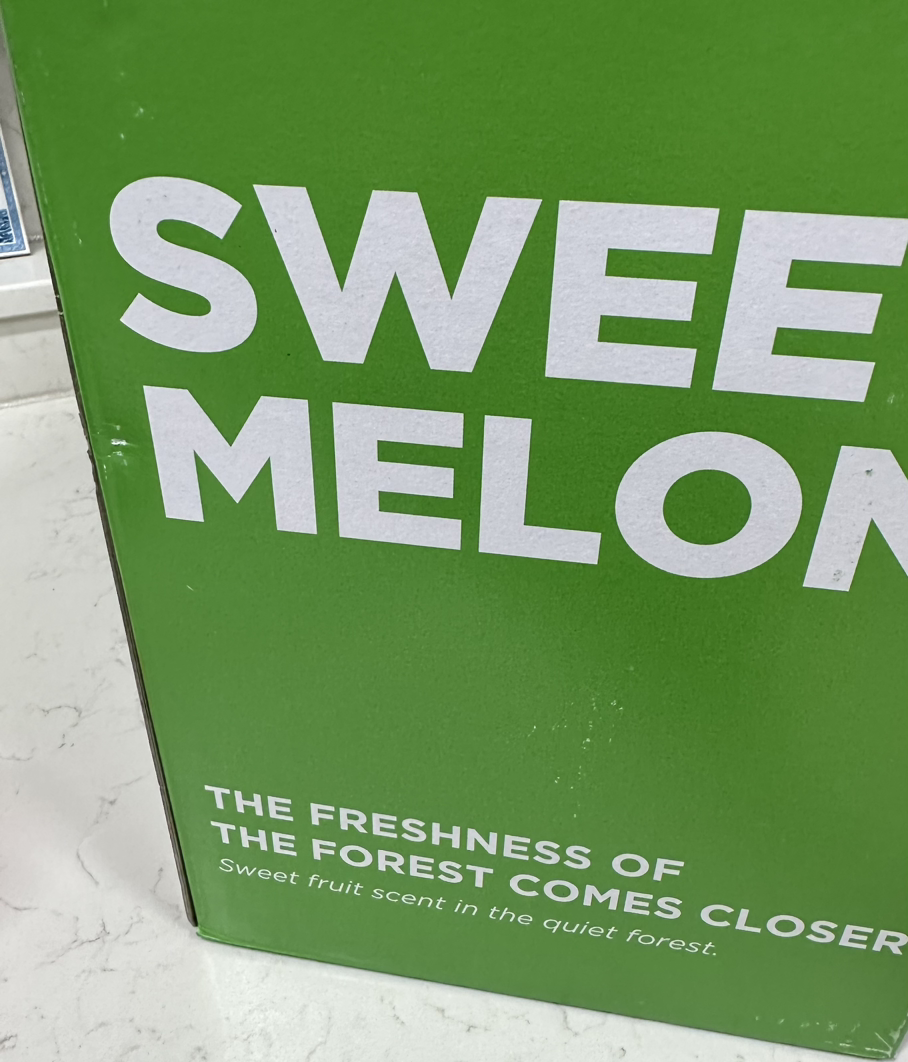 SWEE
MELON
THE FRESHNESS OF
THE FOREST COMES CLOSER
Sweet fruit scent in the quiet forest.